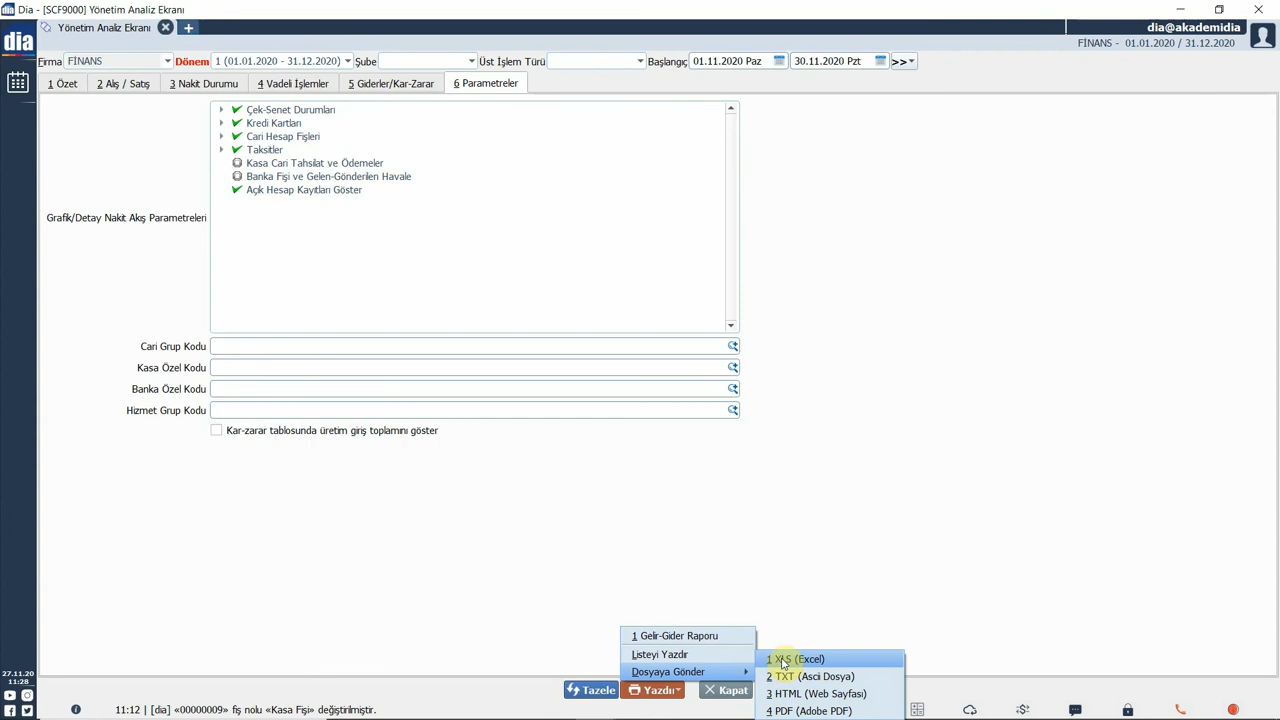 Dia - [SCF9000] Yönetim Analiz Ekranı
dia
Yönetim Analiz Ekranı
dia@akademidia
FİNANS - 01.01.2020 / 31.12.2020
Firma FİNANS Dönem 1 (01.01.2020 - 31.12.2020) Şube Üst İşlem Türü Başlangıç 01.11.2020 Paz 30.11.2020 Pzt >>
1 Özet 2 Alış / Satış 3 Nakit Durumu 4 Vadeli İşlemler 5 Giderler/Kar-Zarar 6 Parametreler
Çek-Senet Durumları
Kredi Kartları
Cari Hesap Fişleri
Taksitler
Kasa Cari Tahsilat ve Ödemeler
Banka Fişi ve Gelen-Gönderilen Havale
Açık Hesap Kayıtları Göster
Grafik/Detay Nakit Akış Parametreleri
Cari Grup Kodu
Kasa Özel Kodu
Banka Özel Kodu
Hizmet Grup Kodu
Kar-zarar tablosunda üretim giriş toplamını göster
1 Gelir-Gider Raporu
Listeyi Yazdır
Dosyaya Gönder
1 XLS (Excel)
2 TXT (Ascii Dosya)
3 HTML (Web Sayfası)
4 PDF (Adobe PDF)
Tazele Yazdır Kapat
27.11.20
11:28
11:12 | [dia] «00000009» fiş nolu «Kasa Fişi» değiştirilmiştir.